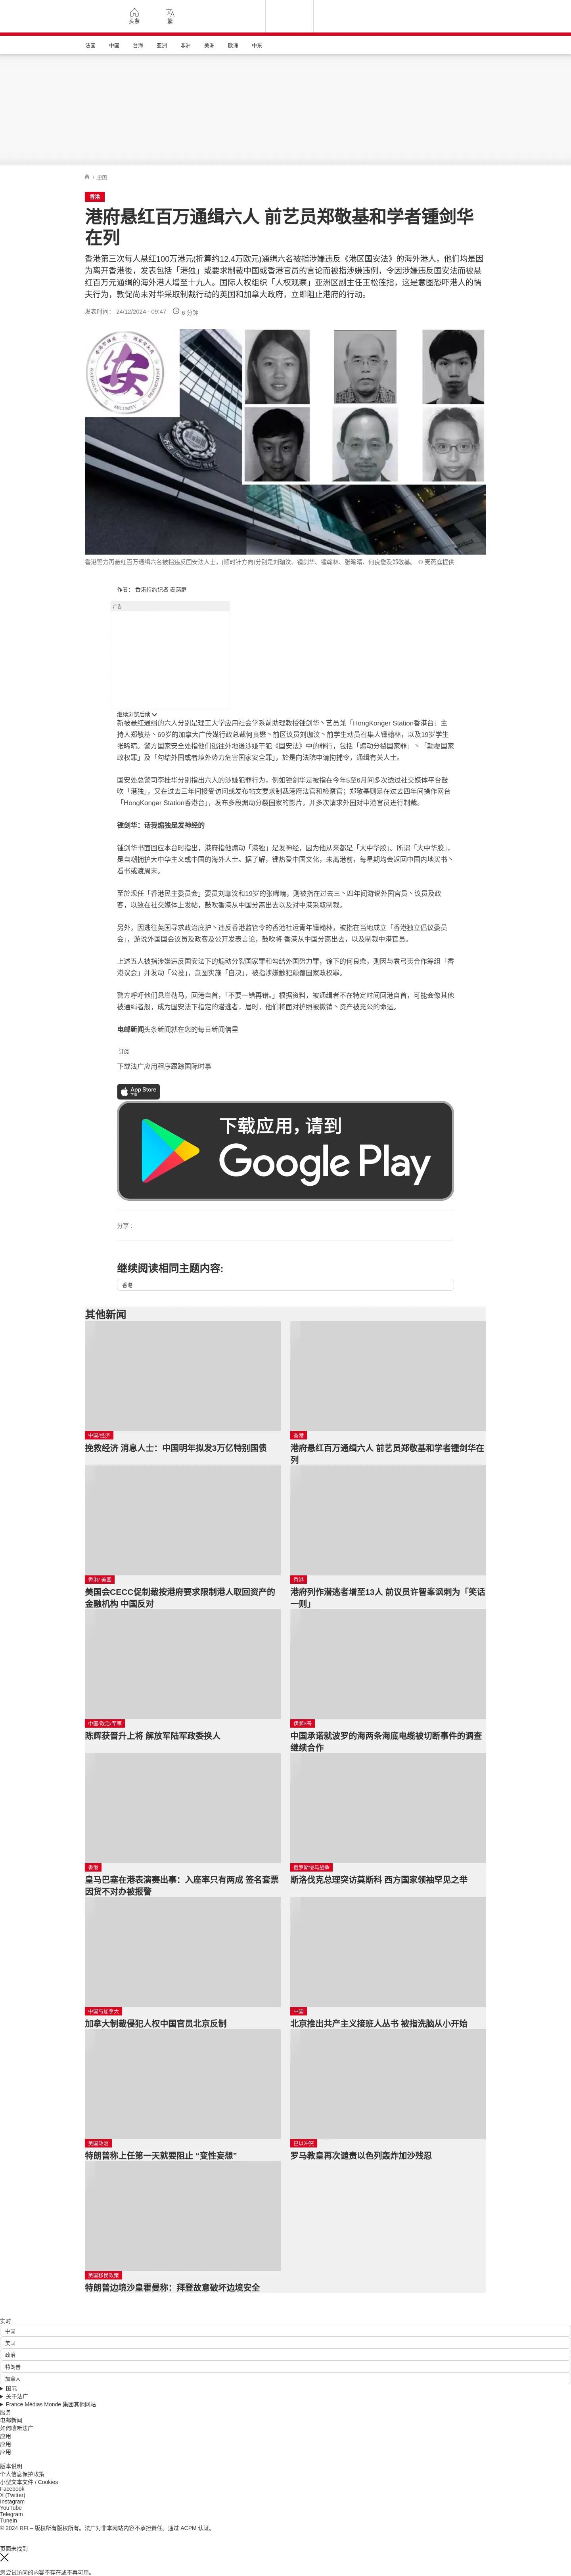 头条
繁
法国
中国
台海
亚洲
非洲
美洲
欧洲
中东
/ 中国
香港
港府悬红百万通缉六人 前艺员郑敬基和学者锺剑华
在列
香港第三次每人悬红100万港元(折算约12.4万欧元)通缉六名被指涉嫌违反《港区国安法》的海外港人，他们均是因
为离开香港後，发表包括「港独」或要求制裁中国或香港官员的言论而被指涉嫌违例，令因涉嫌违反国安法而被悬
红百万元通缉的海外港人增至十九人。国际人权组织「人权观察」亚洲区副主任王松莲指，这是意图恐吓港人的懦
夫行为，敦促尚未对华采取制裁行动的英国和加拿大政府，立即阻止港府的行动。
发表时间： 24/12/2024 - 09:47
6 分钟
香港警方再悬红百万通缉六名被指违反国安法人士，(顺时针方向)分别是刘珈汶、锺剑华、锺翰林、张晞晴、何良懋及郑敬基。 © 麦燕庭提供
作者： 香港特约记者 麦燕庭
广告
继续浏览后续
新被悬红通缉的六人分别是理工大学应用社会学系前助理教授锺剑华丶艺员兼「HongKonger Station香港台」主
持人郑敬基丶69岁的加拿大广传媒行政总裁何良懋丶前区议员刘珈汶丶前学生动员召集人锺翰林，以及19岁学生
张晞晴。警方国家安全处指他们逃往外地後涉嫌干犯《国安法》中的罪行，包括「煽动分裂国家罪」丶「颠覆国家
政权罪」及「勾结外国或者境外势力危害国家安全罪」，於是向法院申请拘捕令，通缉有关人士。
国安处总警司李桂华分别指出六人的涉嫌犯罪行为，例如锺剑华是被指在今年5至6月间多次透过社交媒体平台鼓
吹「港独」，又在过去三年间接受访问或发布帖文要求制裁港府法官和检察官；郑敬基则是在过去四年间操作网台
「HongKonger Station香港台」，发布多段煽动分裂国家的影片，并多次请求外国对中港官员进行制裁。
锺剑华：话我煽独是发神经的
锺剑华书面回应本台时指出，港府指他煽动「港独」是发神经，因为他从来都是「大中华胶」。所谓「大中华胶」，
是自嘲拥护大中华主义或中国的海外人士。据了解，锺热爱中国文化，未离港前，每星期均会返回中国内地买书丶
看书或渡周末。
至於现任「香港民主委员会」要员刘珈汶和19岁的张晞晴，则被指在过去三丶四年间游说外国官员丶议员及政
客，以致在社交媒体上发帖，鼓吹香港从中国分离出去以及对中港采取制裁。
另外，因逃往英国寻求政治庇护丶违反香港监管令的香港社运青年锺翰林，被指在当地成立「香港独立倡议委员
会」，游说外国国会议员及政客及公开发表言论，鼓吹将 香港从中国分离出去，以及制裁中港官员。
上述五人被指涉嫌违反国安法下的煽动分裂国家罪和勾结外国势力罪，馀下的何良懋，则因与袁弓夷合作筹组「香
港议会」并发动「公投」，意图实施「自决」，被指涉嫌触犯颠覆国家政权罪。
警方呼吁他们悬崖勒马，回港自首，「不要一错再错。」根据资料，被通缉者不在特定时间回港自首，可能会像其他
被通缉者般，成为国安法下指定的潜逃者，届时，他们将面对护照被撤销丶资产被充公的命运。
电邮新闻头条新闻就在您的每日新闻信里
订阅
下载法广应用程序跟踪国际时事
App Store
下载
下载应用，请到
Google Play
分享 :
继续阅读相同主题内容:
香港
其他新闻
中国/经济
挽救经济 消息人士：中国明年拟发3万亿特别国债
香港
港府悬红百万通缉六人 前艺员郑敬基和学者锺剑华在
列
香港/ 美国
美国会CECC促制裁按港府要求限制港人取回资产的
金融机构 中国反对
香港
港府列作潜逃者增至13人 前议员许智峯讽刺为「笑话
一则」
中国/政治/军事
陈辉获晋升上将 解放军陆军政委换人
伊鹏3号
中国承诺就波罗的海两条海底电缆被切断事件的调查
继续合作
香港
皇马巴塞在港表演赛出事：入座率只有两成 签名套票
因货不对办被报警
俄罗斯侵乌战争
斯洛伐克总理突访莫斯科 西方国家领袖罕见之举
中国与加拿大
加拿大制裁侵犯人权中国官员北京反制
中国
北京推出共产主义接班人丛书 被指洗脑从小开始
美国政治
特朗普称上任第一天就要阻止 “变性妄想”
巴以冲突
罗马教皇再次谴责以色列轰炸加沙残忍
美国移民政策
特朗普边境沙皇霍曼称：拜登故意破坏边境安全
实时
中国
美国
政治
特朗普
加拿大
国际
关于法广
France Médias Monde 集团其他网站
服务
电邮新闻
如何收听法广
应用
应用
应用
版本说明
个人信息保护政策
小型文本文件 / Cookies
Facebook
X (Twitter)
Instagram
YouTube
Telegram
TuneIn
© 2024 RFI – 版权所有版权所有。法广对非本网站内容不承担责任。通过 ACPM 认证。
页面未找到
您尝试访问的内容不存在或不再可用。